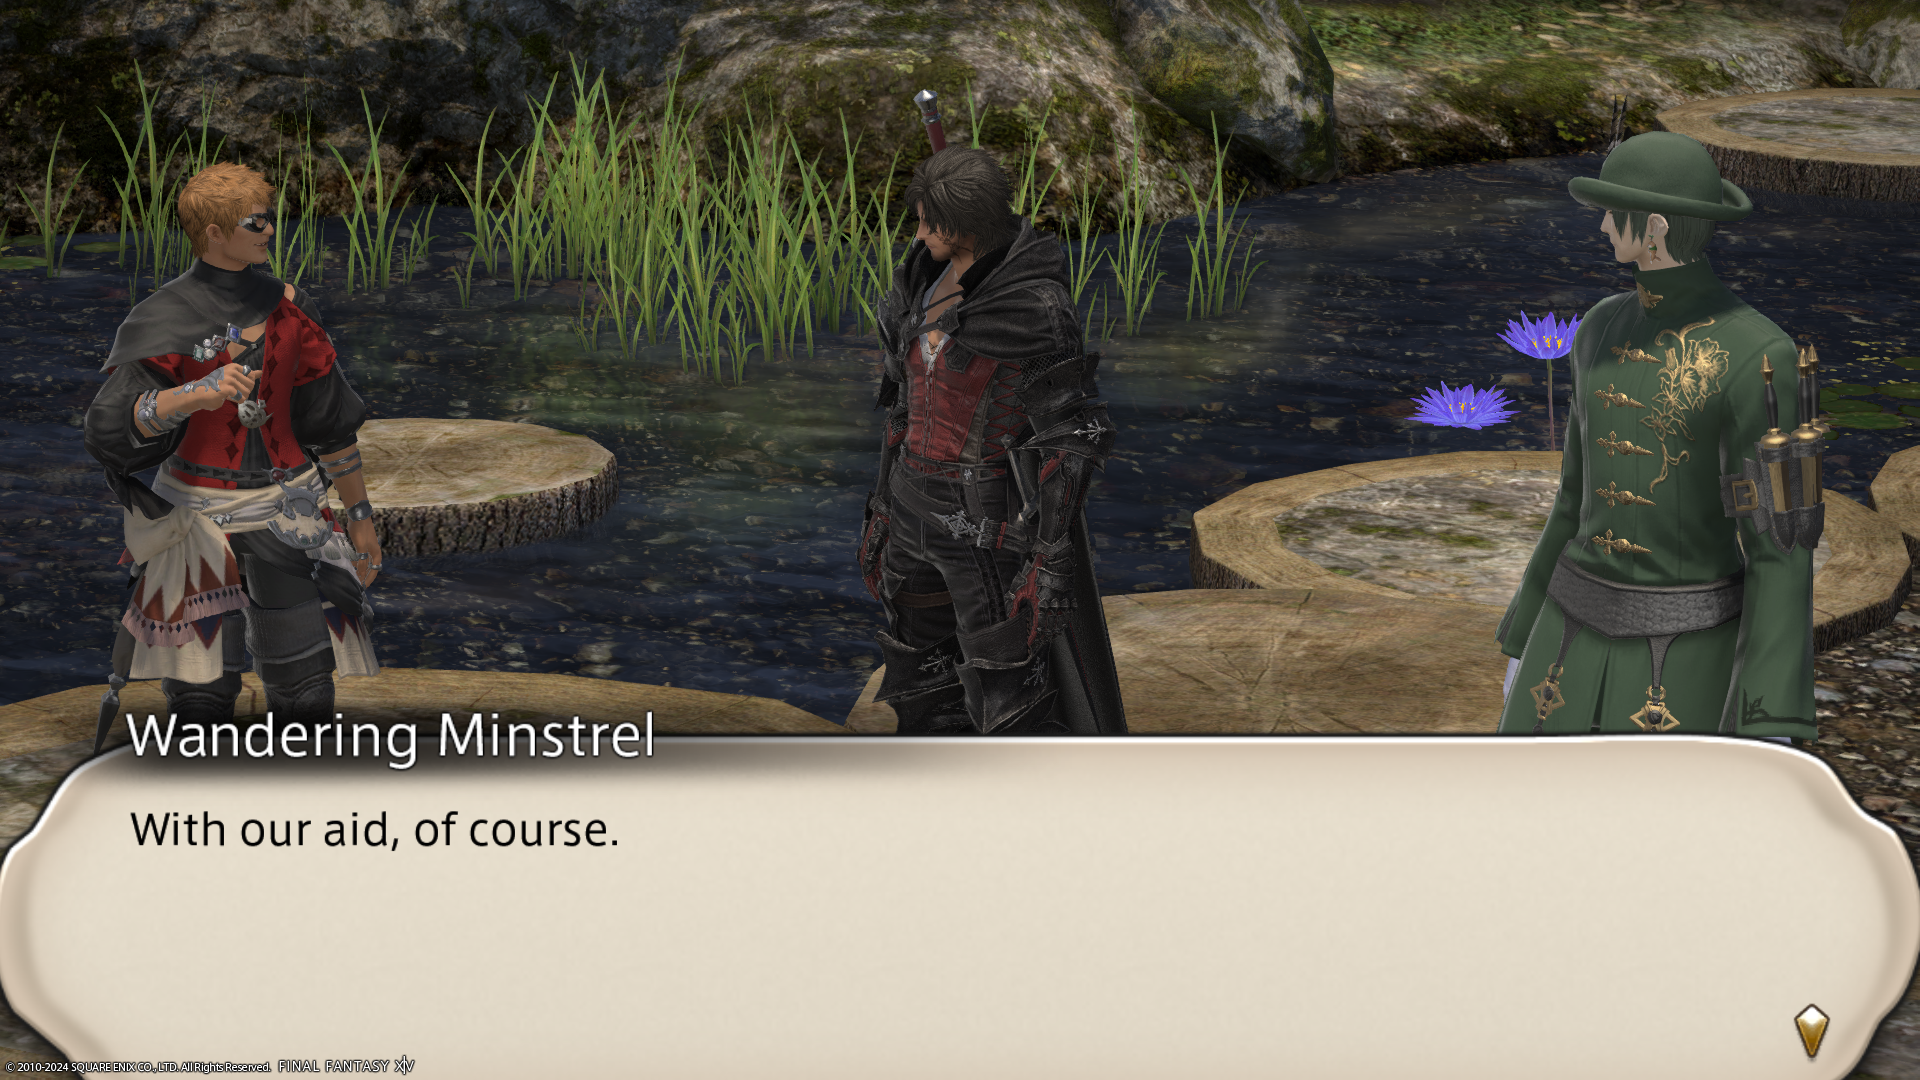 Wandering Minstrel
With our aid, of course.
© 2010-2024 SQUARE ENIX CO., LTD. All Rights Reserved. FINAL FANTASY XIV